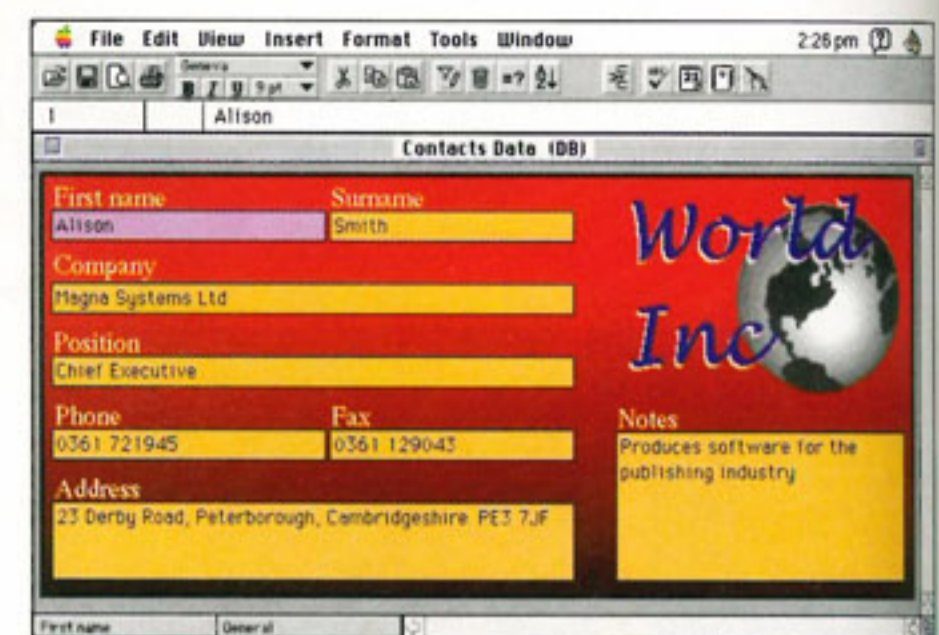 File Edit View Insert Format Tools Window 2:26 pm
Geneva
B I U 9 pt
1 Alison
Contacts Data (DB)
First name Surname
Alison Smith
Company
Magna Systems Ltd
Position
Chief Executive
Phone Fax
0361 721945 0361 129043
Address
23 Derby Road, Peterborough, Cambridgeshire PE3 7JF
World
Inc
Notes
Produces software for the
publishing industry
First name General